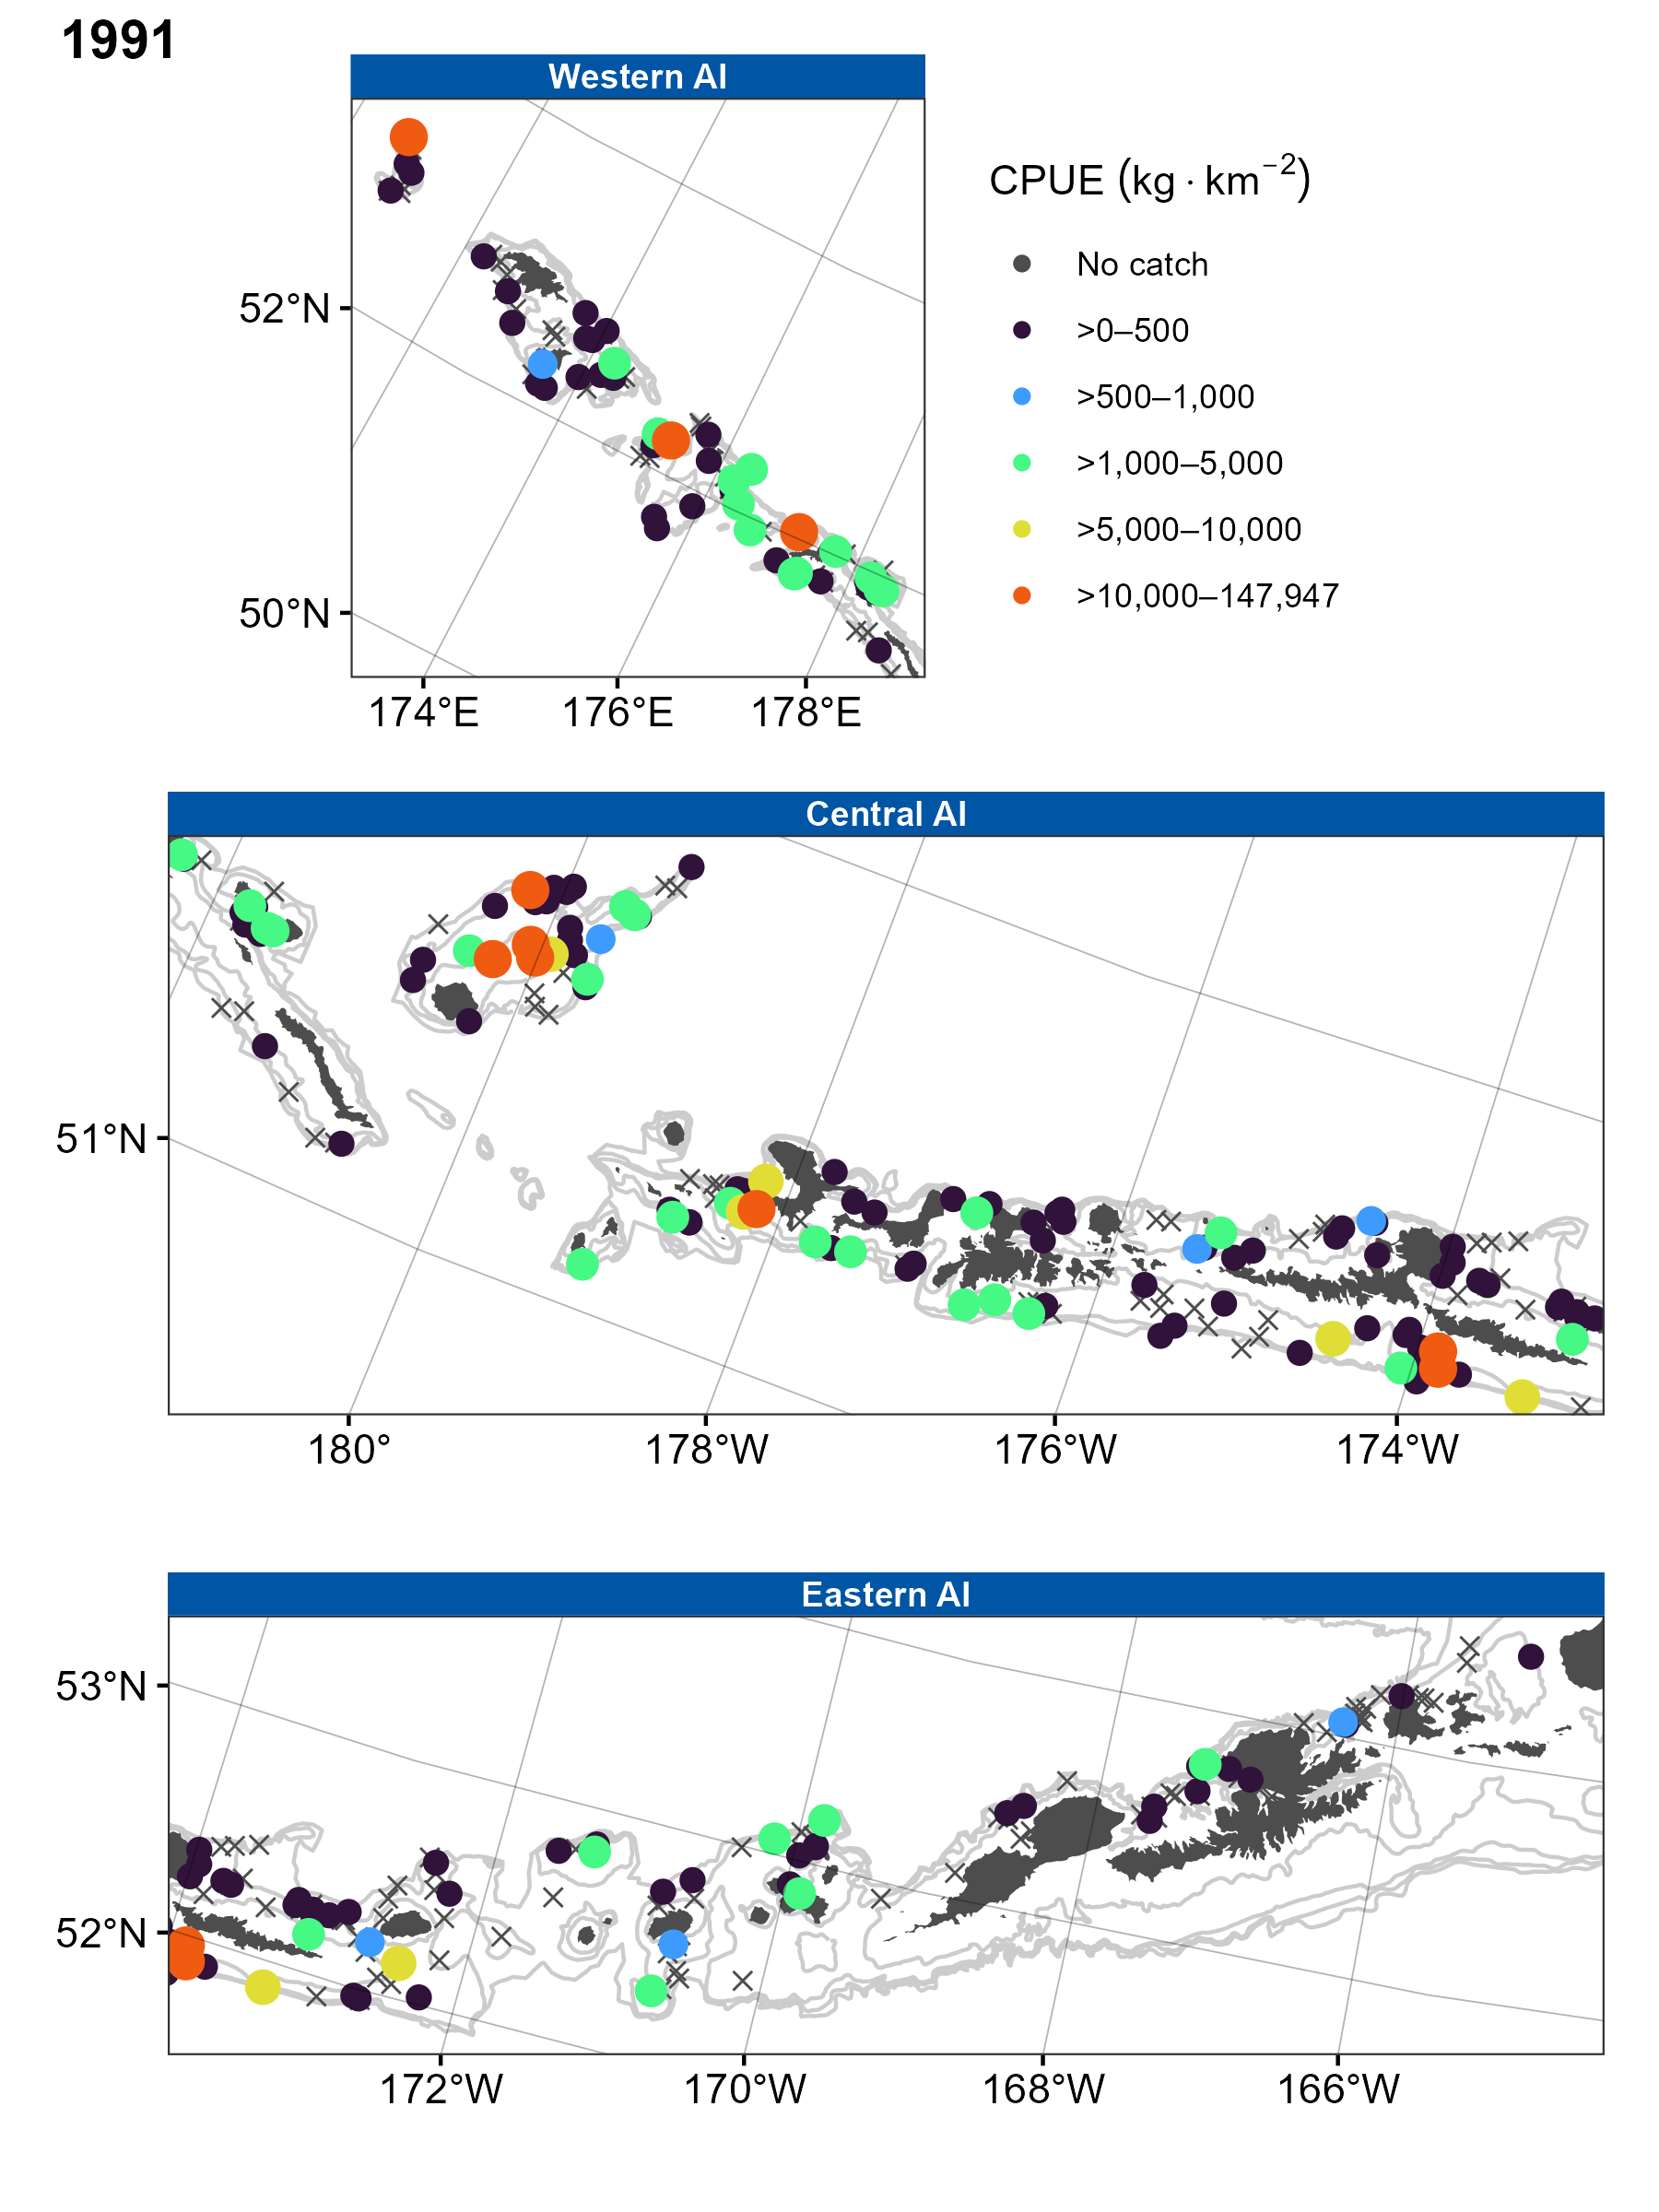 1991
Western AI
52°N
50°N
174°E 176°E 178°E
CPUE (kg · km⁻²)
No catch
>0–500
>500–1,000
>1,000–5,000
>5,000–10,000
>10,000–147,947
Central AI
51°N
180° 178°W 176°W 174°W
Eastern AI
53°N
52°N
172°W 170°W 168°W 166°W